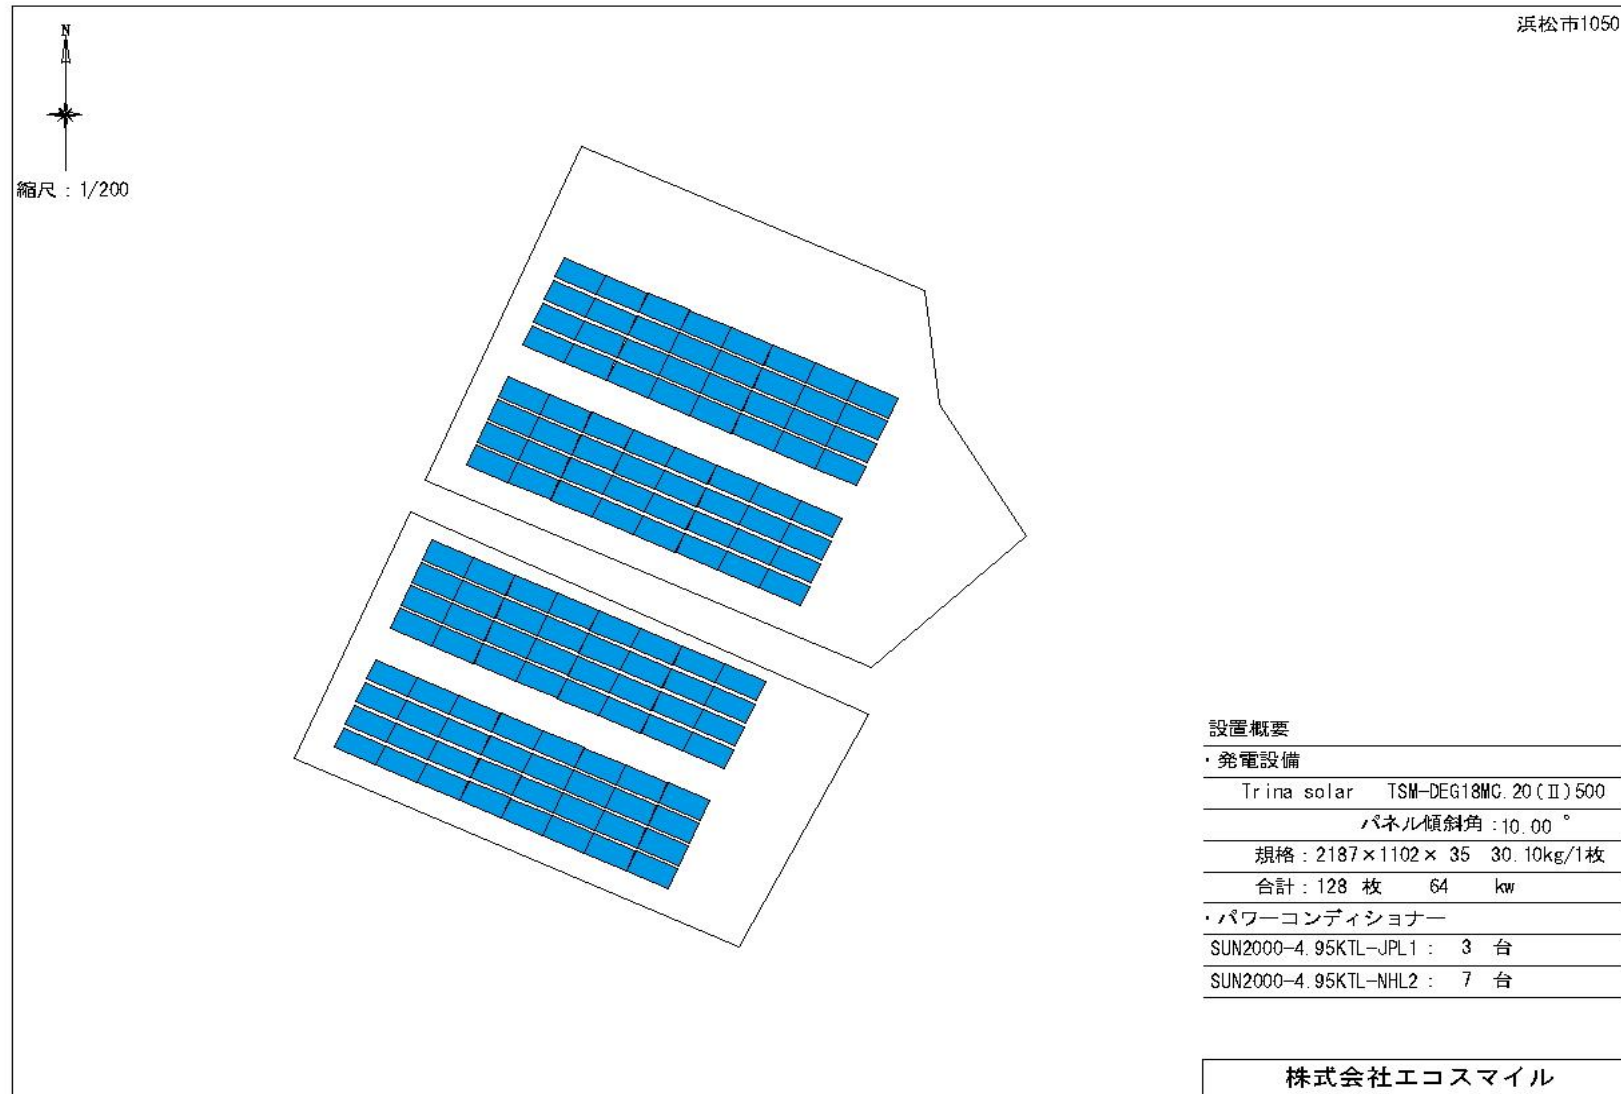 浜松市1050
N
縮尺：1/200
設置概要
・発電設備
Trina solar TSM-DEG18MC.20(Ⅱ)500
パネル傾斜角：10.00°
規格：2187×1102× 35 30.10kg/1枚
合計：128 枚 64 kw
・パワーコンディショナー
SUN2000-4.95KTL-JPL1： 3 台
SUN2000-4.95KTL-NHL2： 7 台
株式会社エコスマイル